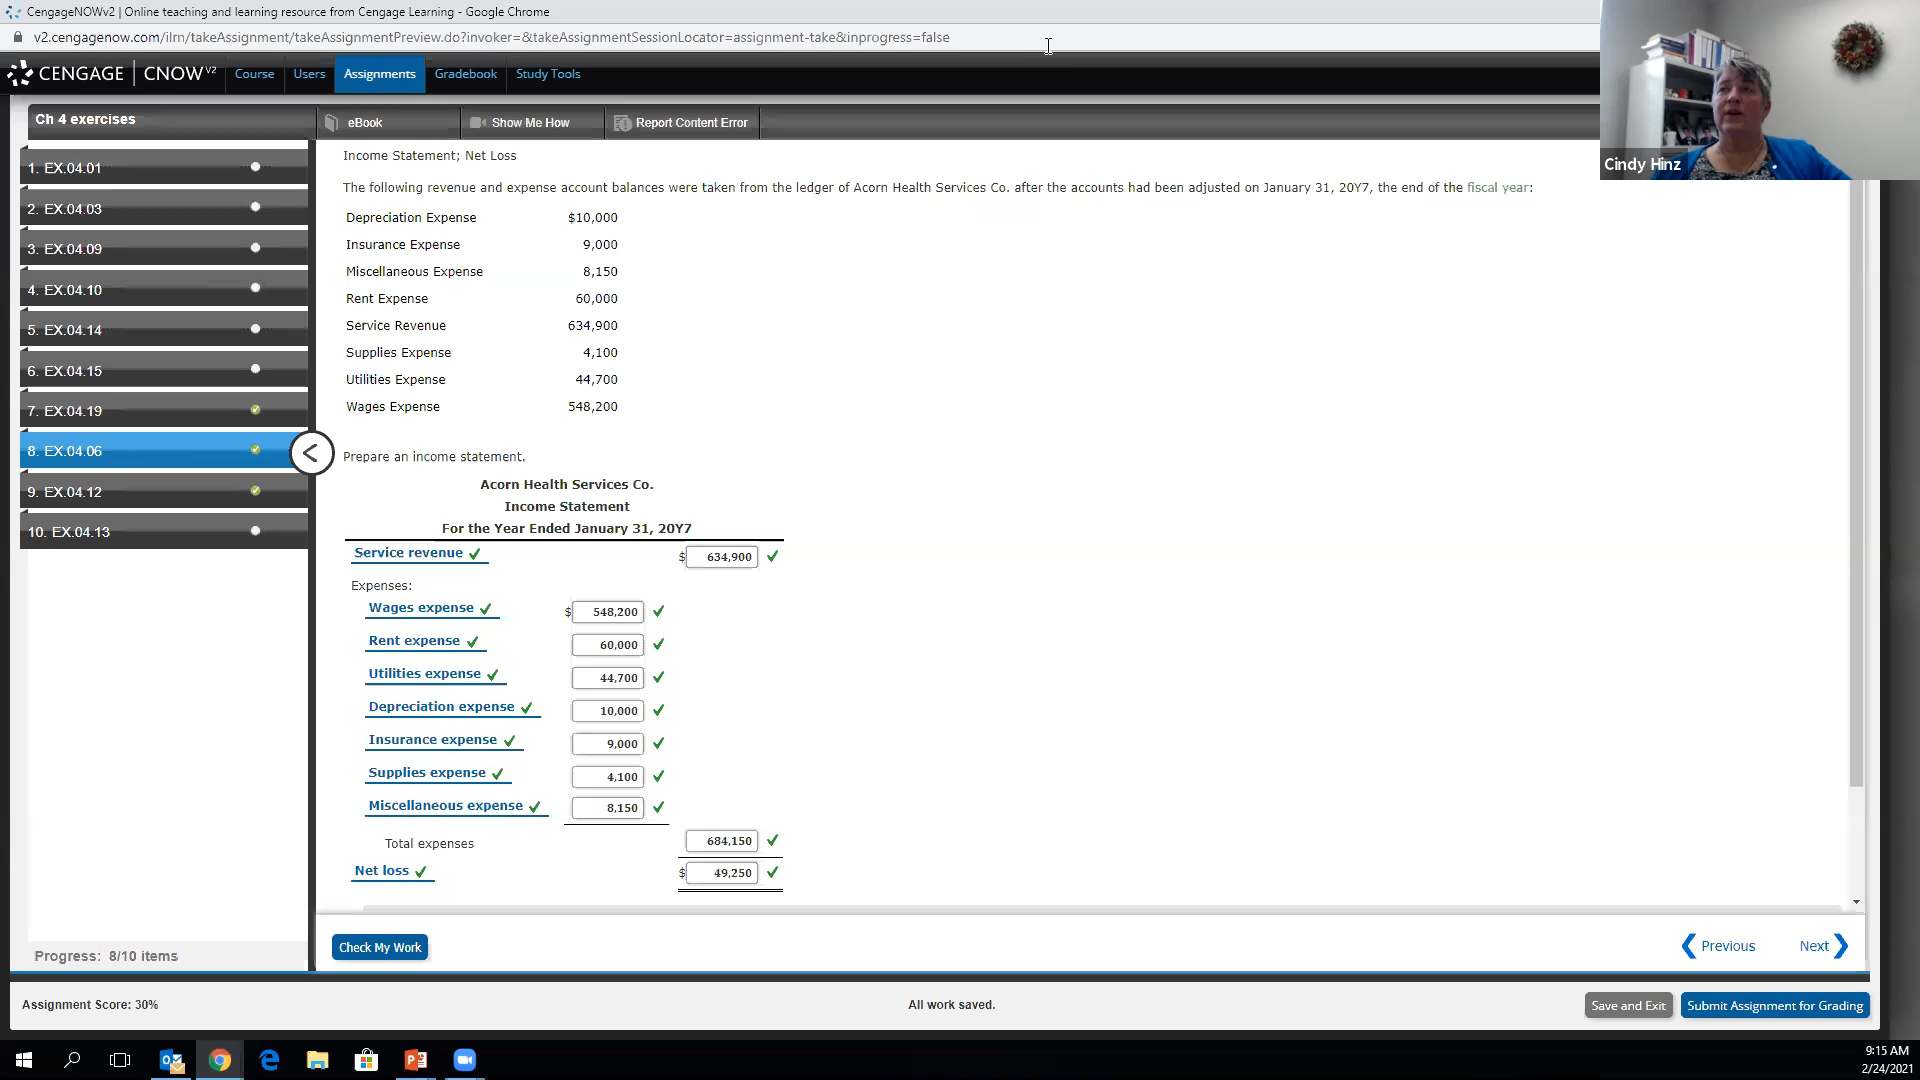 CengageNOWv2 | Online teaching and learning resource from Cengage Learning - Google Chrome
v2.cengagenow.com/ilrn/takeAssignment/takeAssignmentPreview.do?invoker=&takeAssignmentSessionLocator=assignment-take&inprogress=false
CENGAGE | CNOWv2 Course Users Assignments Gradebook Study Tools
Ch 4 exercises
eBook Show Me How Report Content Error
Cindy Hinz
1. EX.04.01
2. EX.04.03
3. EX.04.09
4. EX.04.10
5. EX.04.14
6. EX.04.15
7. EX.04.19
8. EX.04.06
9. EX.04.12
10. EX.04.13
Income Statement; Net Loss
The following revenue and expense account balances were taken from the ledger of Acorn Health Services Co. after the accounts had been adjusted on January 31, 20Y7, the end of the fiscal year:
Depreciation Expense $10,000
Insurance Expense 9,000
Miscellaneous Expense 8,150
Rent Expense 60,000
Service Revenue 634,900
Supplies Expense 4,100
Utilities Expense 44,700
Wages Expense 548,200
Prepare an income statement.
Acorn Health Services Co.
Income Statement
For the Year Ended January 31, 20Y7
Service revenue $ 634,900
Expenses:
Wages expense $ 548,200
Rent expense 60,000
Utilities expense 44,700
Depreciation expense 10,000
Insurance expense 9,000
Supplies expense 4,100
Miscellaneous expense 8,150
Total expenses 684,150
Net loss $ 49,250
Check My Work
Previous Next
Progress: 8/10 items
Assignment Score: 30% All work saved. Save and Exit Submit Assignment for Grading
9:15 AM
2/24/2021